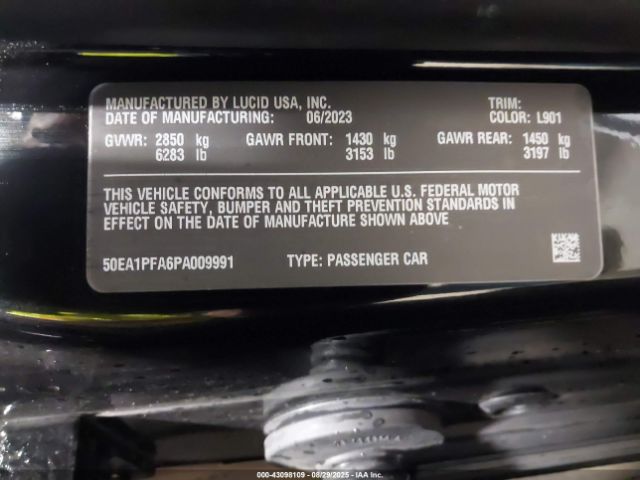 MANUFACTURED BY LUCID USA, INC. TRIM:
DATE OF MANUFACTURING: 06/2023 COLOR: L901
GVWR: 2850 kg GAWR FRONT: 1430 kg GAWR REAR: 1450 kg
6283 lb 3153 lb 3197 lb
THIS VEHICLE CONFORMS TO ALL APPLICABLE U.S. FEDERAL MOTOR
VEHICLE SAFETY, BUMPER AND THEFT PREVENTION STANDARDS IN
EFFECT ON THE DATE OF MANUFACTURE SHOWN ABOVE
50EA1PFA6PA009991 TYPE: PASSENGER CAR
000-43098109 - 08/29/2025 - IAA Inc.